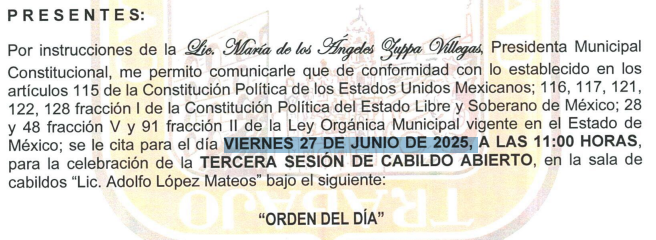 P R E S E N T E S:
Por instrucciones de la Lic. María de los Ángeles Zuppa Villegas, Presidenta Municipal
Constitucional, me permito comunicarle que de conformidad con lo establecido en los
artículos 115 de la Constitución Política de los Estados Unidos Mexicanos; 116, 117, 121,
122, 128 fracción I de la Constitución Política del Estado Libre y Soberano de México; 28
y 48 fracción V y 91 fracción II de la Ley Orgánica Municipal vigente en el Estado de
México; se le cita para el día VIERNES 27 DE JUNIO DE 2025, A LAS 11:00 HORAS,
para la celebración de la TERCERA SESIÓN DE CABILDO ABIERTO, en la sala de
cabildos “Lic. Adolfo López Mateos” bajo el siguiente:
“ORDEN DEL DÍA”
TRABAJO